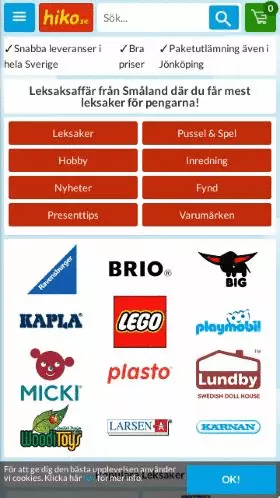 hiko.se
Sök...
0
✓Snabba leveranser i hela Sverige
✓Bra priser
✓Paketutlämning även i Jönköping
Leksaksaffär från Småland där du får mest
leksaker för pengarna!
Leksaker
Pussel & Spel
Hobby
Inredning
Nyheter
Fynd
Presenttips
Varumärken
Ravensburger
BRIO®
BIG
KAPLA
LEGO
playmobil
MICKI
plasto
Lundby
SWEDISH DOLL HOUSE
WoodiToys
LARSEN
KÄRNAN
För att ge dig den bästa upplevelsen använder
vi cookies. Klicka här för mer info.
OK!
Leksaker